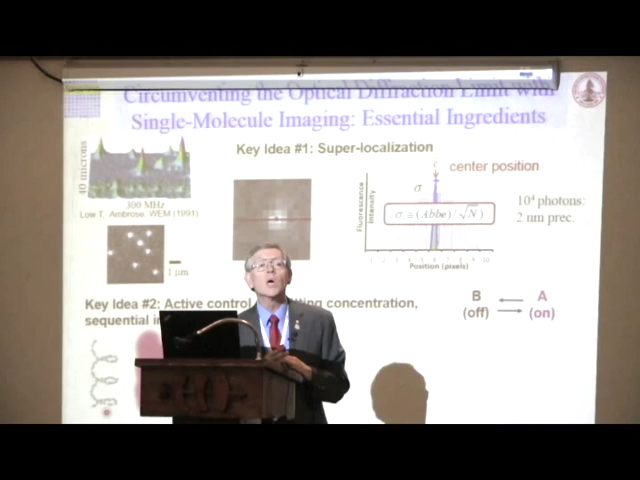 Circumventing the Optical Diffraction Limit with
Single-Molecule Imaging: Essential Ingredients
Key Idea #1: Super-localization
40 microns
300 MHz
Low T, Ambrose, WEM (1991)
1 μm
center position
σ
σ ≅ (Abbe)/√N
Fluorescence
Intensity
Position (pixels)
10⁴ photons:
2 nm prec.
Key Idea #2: Active control concentration,
sequential
B A
(off) (on)